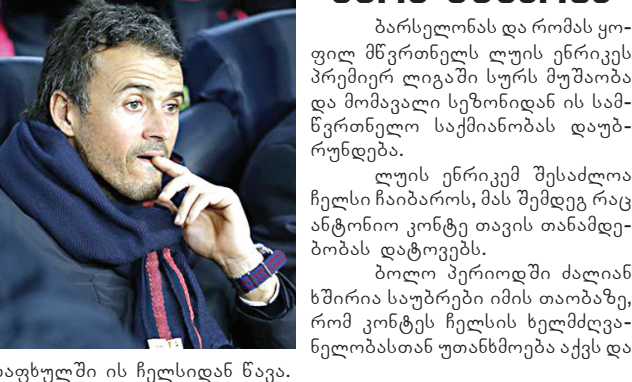 ბარსელონას და რომას ყო-
ფილ მწვრთნელს ლუის ენრიკეს
პრემიერ ლიგაში სურს მუშაობა
და მომავალი სეზონიდან ის სამ-
წვრთნელო საქმიანობას დაუბ-
რუნდება.
ლუის ენრიკემ შესაძლოა
ჩელსი ჩაიბაროს, მას შემდეგ რაც
ანტონიო კონტე თავის თანამდე-
ბობას დატოვებს.
ბოლო პერიოდში ძალიან
ხშირია საუბრები იმის თაობაზე,
რომ კონტეს ჩელსის ხელმძღვა-
ნელობასთან უთანხმოება აქვს და
ზაფხულში ის ჩელსიდან წავა.